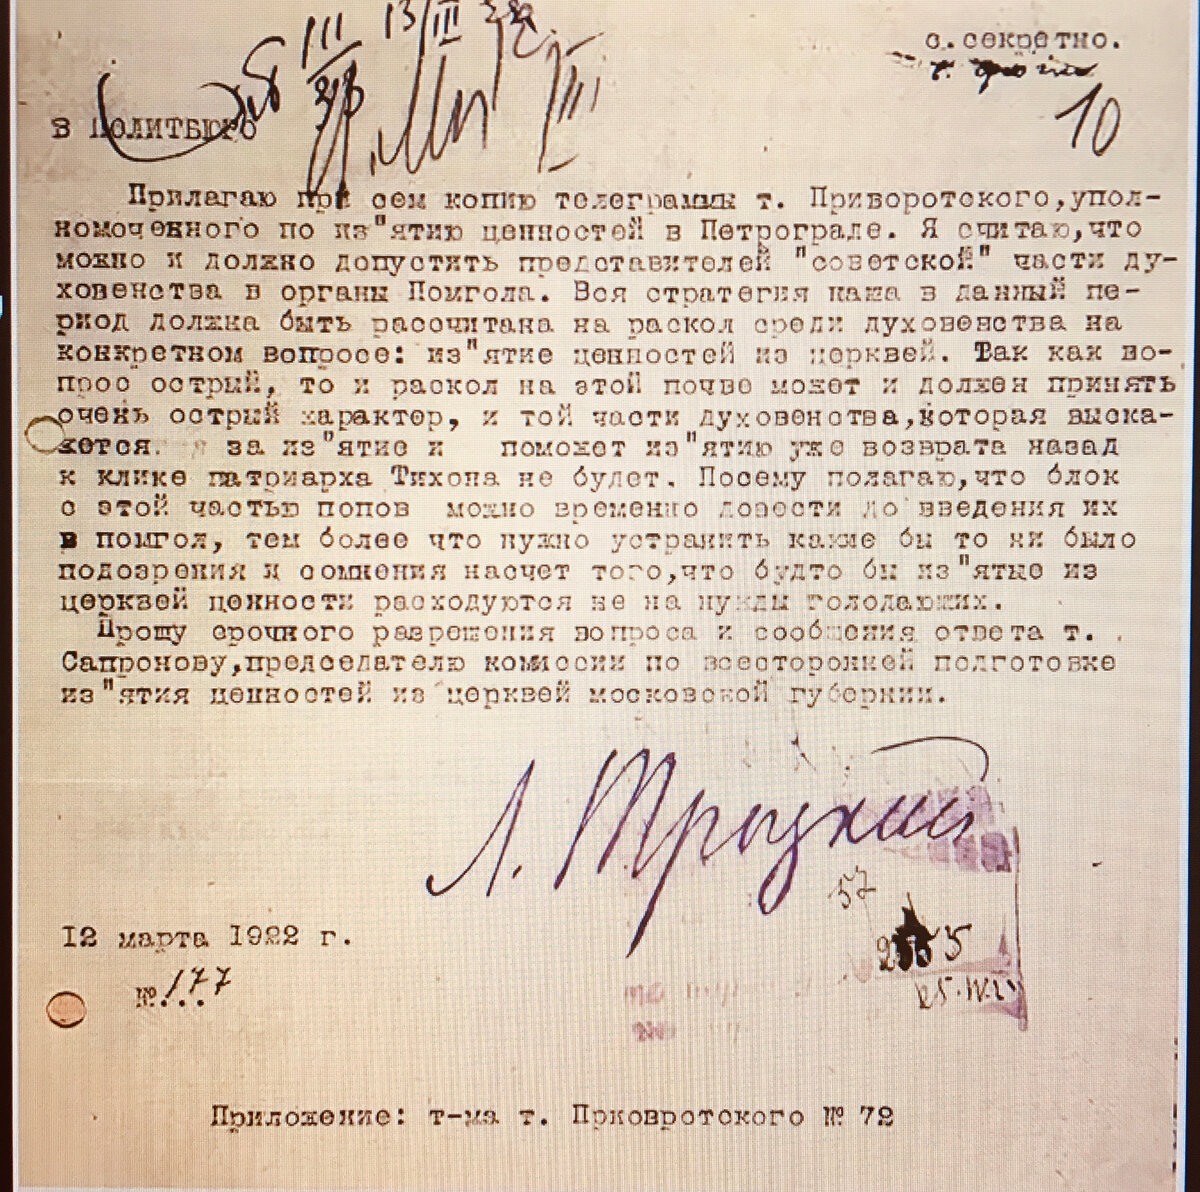 с. секретно.
10
В ПОЛИТБЮРО
Прилагаю при сем копию телеграммы т. Приворотского,упол-
номоченного по из"ятию ценностей в Петрограде. Я считаю,что
можно и должно допустить представителей "советской" части ду-
ховенства в органы Помгола. Вся стратегия наша в данный пе-
риод должна быть рассчитана на раскол среди духовенства на
конкретном вопросе: из"ятие ценностей из церквей. Так как во-
прос острый, то и раскол на этой почве может и должен принять
очень острый характер, и той части духовенства,которая выска-
жется за из"ятие и поможет из"ятию уже возврата назад
к клике патриарха Тихона не будет. Посему полагаю,что блок
с этой частью попов можно временно довести до введения их
в помгол, тем более что нужно устранить какие бы то ни было
подозрения и сомнения насчет того,что будто бы из"ятые из
церквей ценности расходуются не на нужды голодающих.
Прошу срочного разрешения вопроса и сообщения ответа т.
Сапронову,председателю комиссии по всесторонней подготовке
из"ятия ценностей из церквей московской губернии.
Л. Троцкий
57
12 марта 1922 г.
№ 177
Приложение: т-ма т. Приовротского № 72